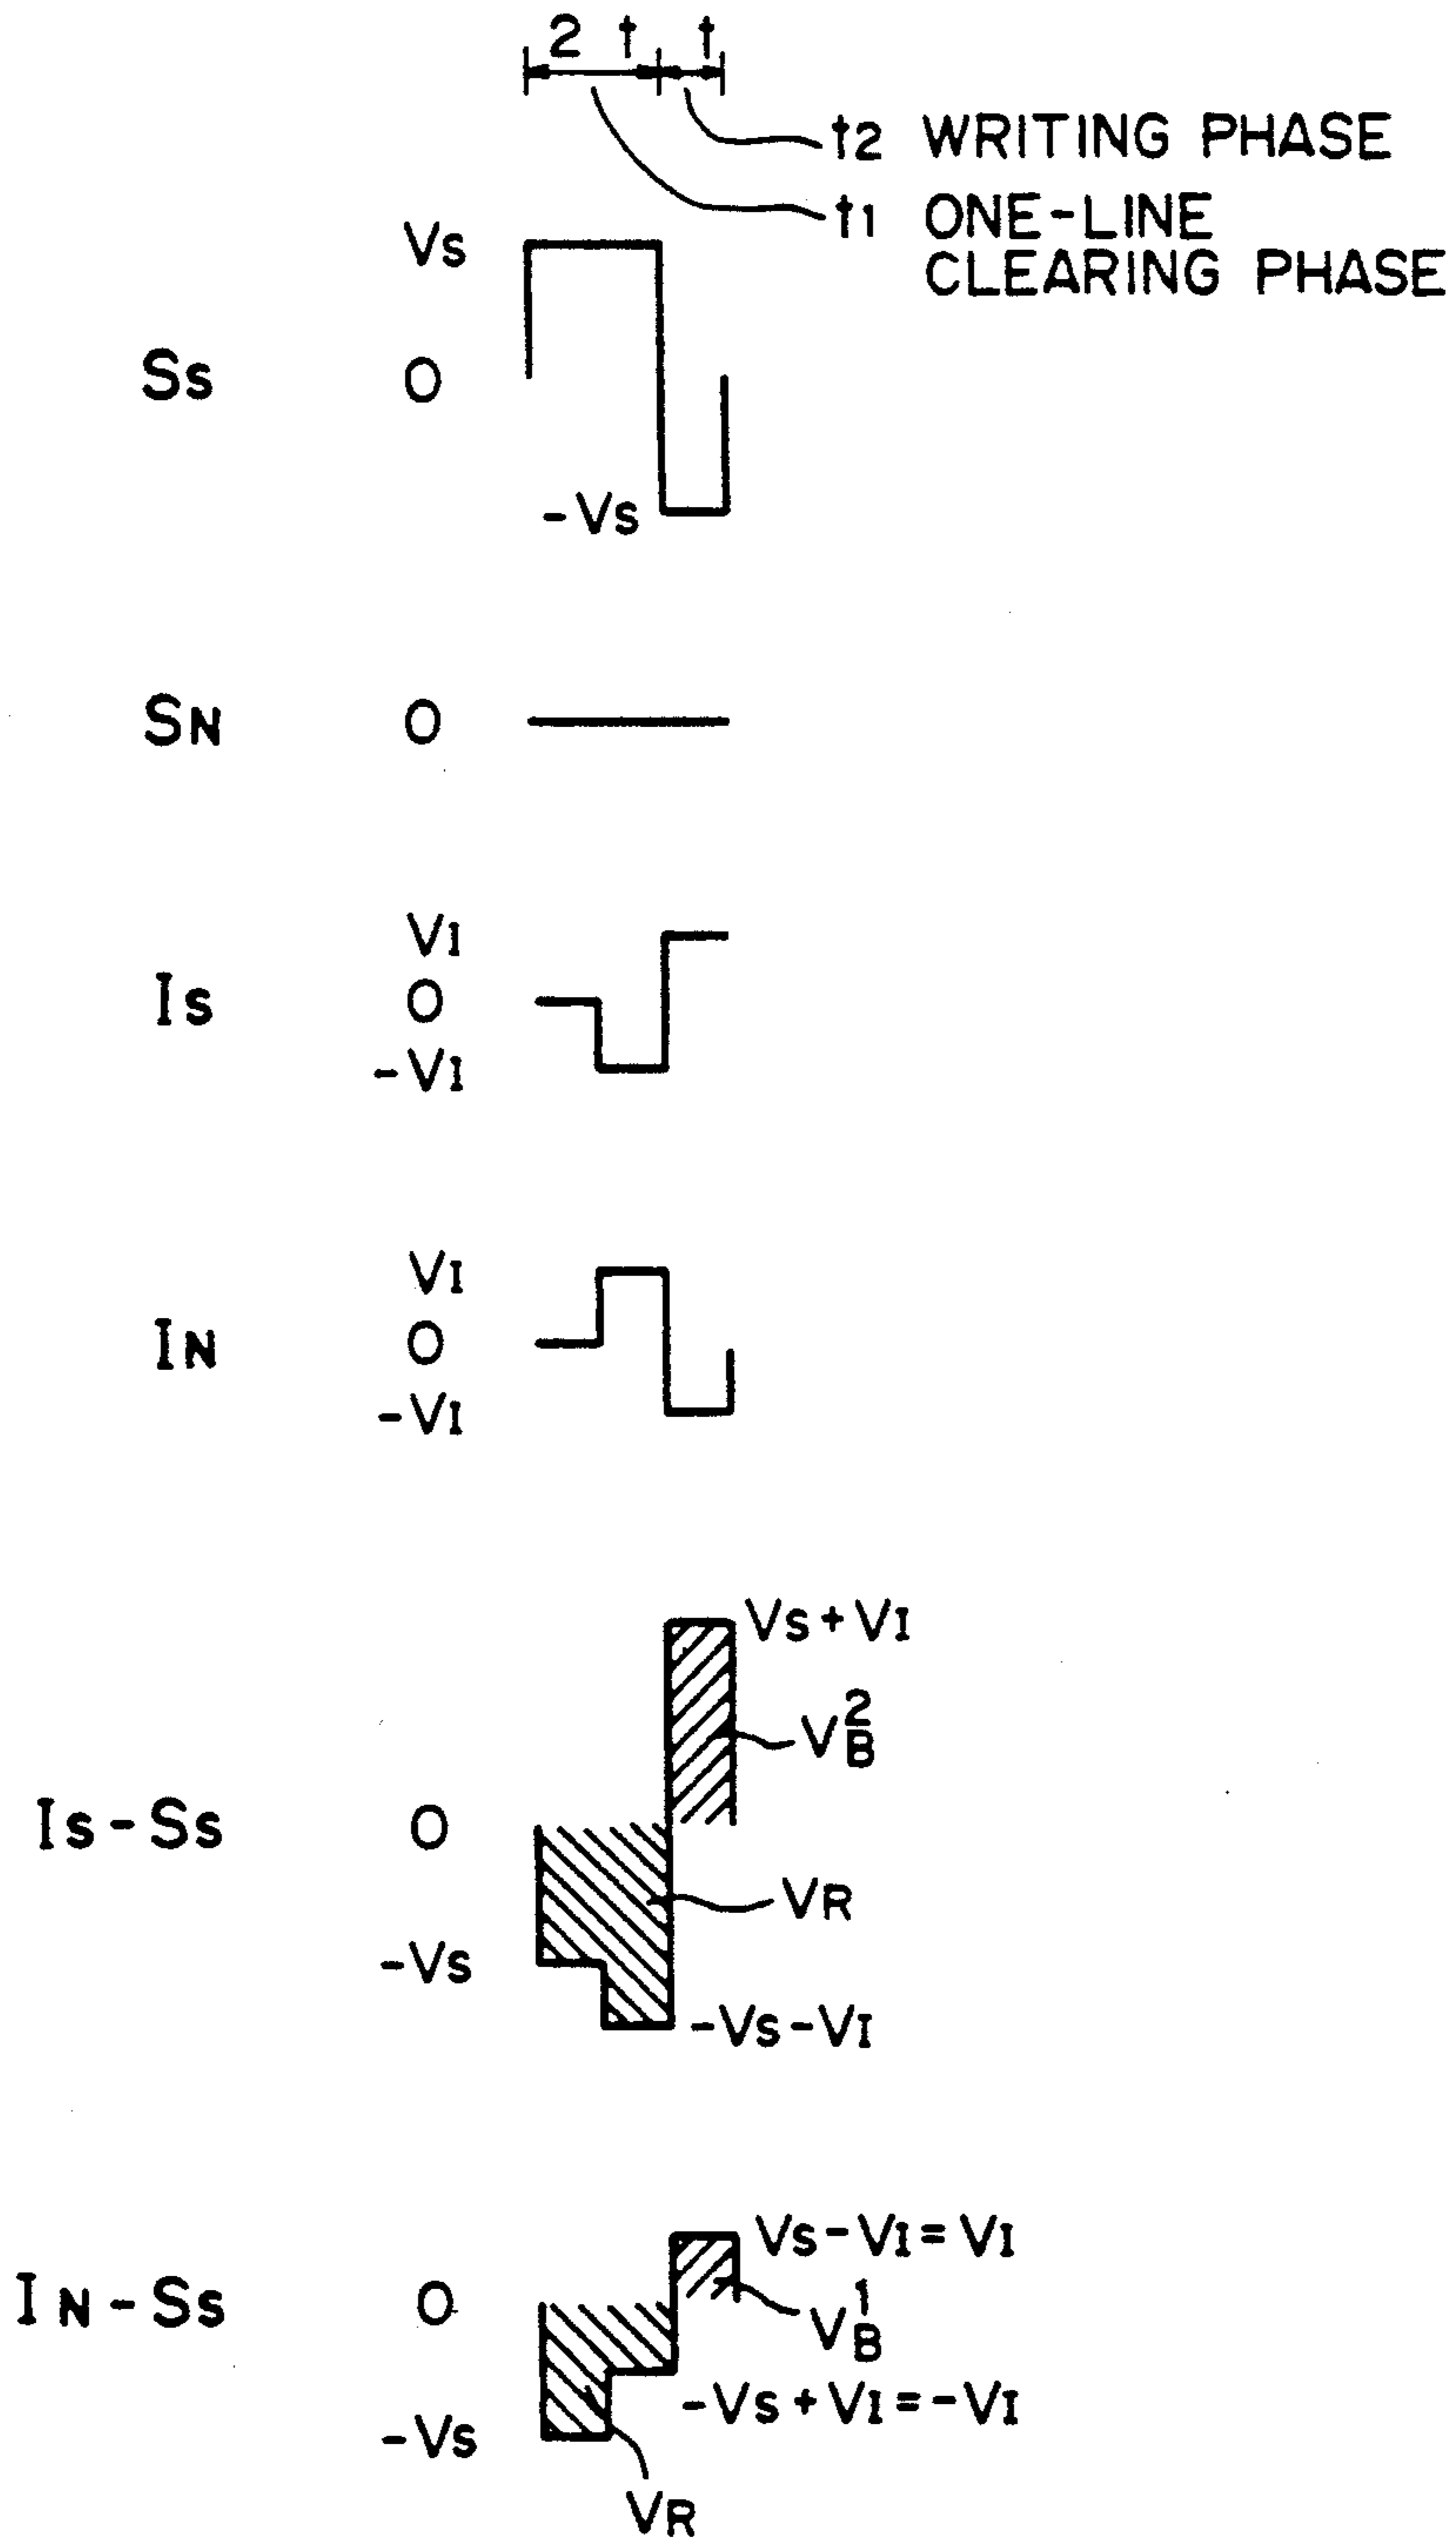 2 t t
t2 WRITING PHASE
t1 ONE-LINE
CLEARING PHASE
Vs
Ss 0
-Vs
SN 0
VI
Is 0
-VI
VI
IN 0
-VI
Vs+VI
VB2
Is-Ss 0
VR
-Vs
-Vs-VI
Vs-VI=VI
IN-Ss 0
VB1
-Vs+VI=-VI
-Vs
VR